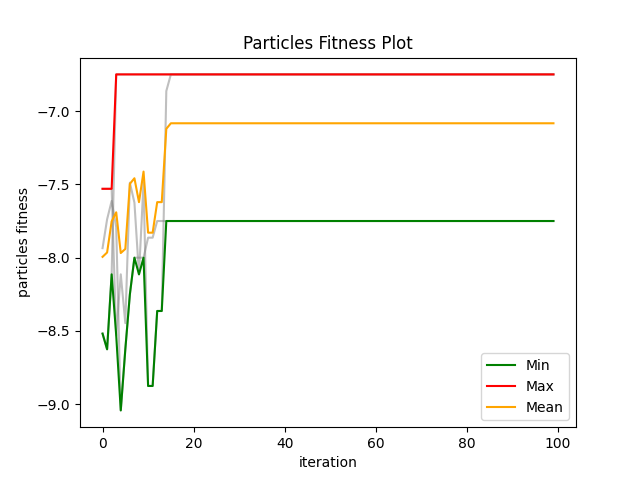 Particles Fitness Plot
particles fitness
−7.0
−7.5
−8.0
−8.5
−9.0
0 20 40 60 80 100
iteration
Min
Max
Mean